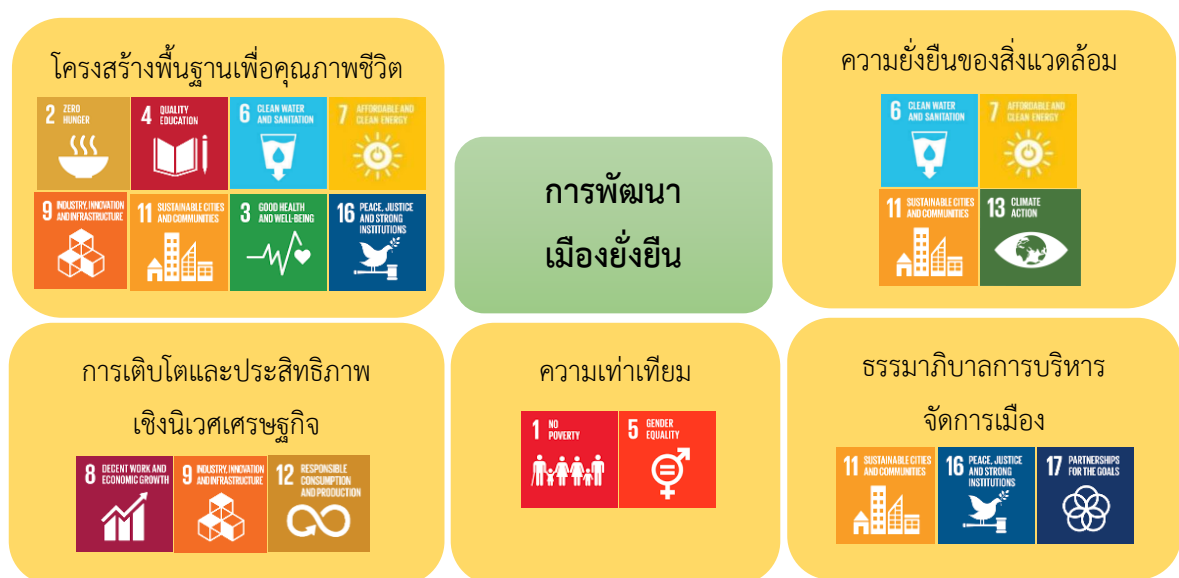 โครงสร้างพื้นฐานเพื่อคุณภาพชีวิต
2 ZERO
HUNGER
4 QUALITY
EDUCATION
6 CLEAN WATER
AND SANITATION
7 AFFORDABLE AND
CLEAN ENERGY
9 INDUSTRY, INNOVATION
AND INFRASTRUCTURE
11 SUSTAINABLE CITIES
AND COMMUNITIES
3 GOOD HEALTH
AND WELL-BEING
16 PEACE, JUSTICE
AND STRONG
INSTITUTIONS
การพัฒนา
เมืองยั่งยืน
ความยั่งยืนของสิ่งแวดล้อม
6 CLEAN WATER
AND SANITATION
7 AFFORDABLE AND
CLEAN ENERGY
11 SUSTAINABLE CITIES
AND COMMUNITIES
13 CLIMATE
ACTION
การเติบโตและประสิทธิภาพ
เชิงนิเวศเศรษฐกิจ
8 DECENT WORK AND
ECONOMIC GROWTH
9 INDUSTRY, INNOVATION
AND INFRASTRUCTURE
12 RESPONSIBLE
CONSUMPTION
AND PRODUCTION
ความเท่าเทียม
1 NO
POVERTY
5 GENDER
EQUALITY
ธรรมาภิบาลการบริหาร
จัดการเมือง
11 SUSTAINABLE CITIES
AND COMMUNITIES
16 PEACE, JUSTICE
AND STRONG
INSTITUTIONS
17 PARTNERSHIPS
FOR THE GOALS